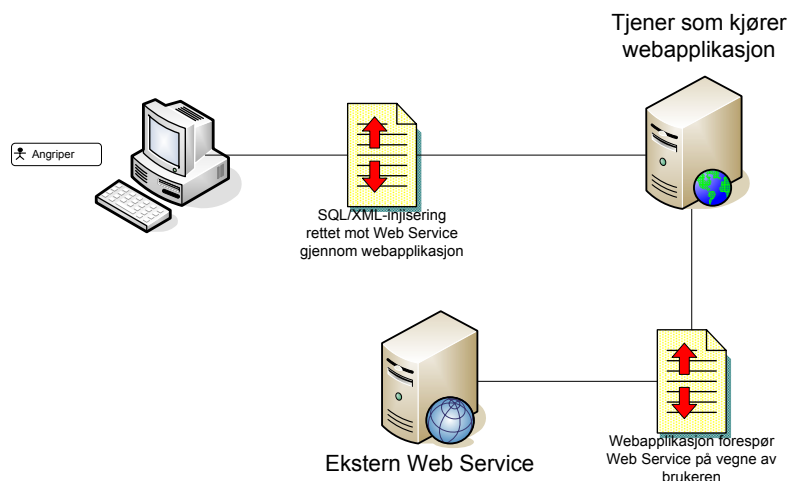 Tjener som kjører
webapplikasjon
Angriper
SQL/XML-injisering
rettet mot Web Service
gjennom webapplikasjon
Ekstern Web Service
Webapplikasjon forespør
Web Service på vegne av
brukeren